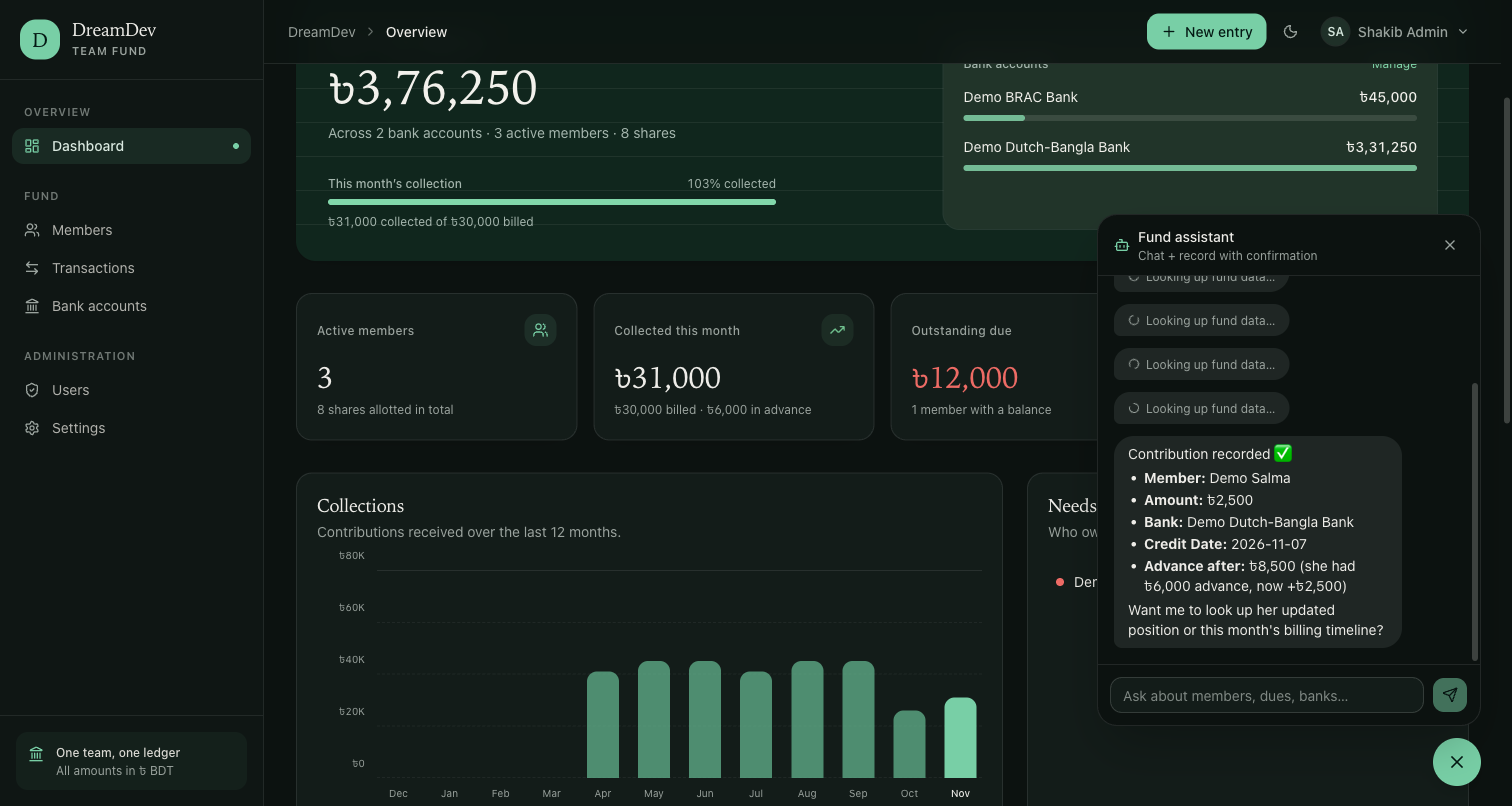 D
DreamDev
TEAM FUND
OVERVIEW
Dashboard
FUND
Members
Transactions
Bank accounts
ADMINISTRATION
Users
Settings
One team, one ledger
All amounts in ৳ BDT
DreamDev > Overview
+ New entry
SA
Shakib Admin
৳3,76,250
Across 2 bank accounts · 3 active members · 8 shares
This month's collection
103% collected
৳31,000 collected of ৳30,000 billed
Bank accounts
Manage
Demo BRAC Bank
৳45,000
Demo Dutch-Bangla Bank
৳3,31,250
Active members
3
8 shares allotted in total
Collected this month
৳31,000
৳30,000 billed · ৳6,000 in advance
Outstanding due
৳12,000
1 member with a balance
Collections
Contributions received over the last 12 months.
৳80K
৳60K
৳40K
৳20K
৳0
Dec
Jan
Feb
Mar
Apr
May
Jun
Jul
Aug
Sep
Oct
Nov
Needs
Who ow
Der
Fund assistant
Chat + record with confirmation
Looking up fund data…
Looking up fund data…
Looking up fund data…
Looking up fund data…
Contribution recorded ✅
• Member: Demo Salma
• Amount: ৳2,500
• Bank: Demo Dutch-Bangla Bank
• Credit Date: 2026-11-07
• Advance after: ৳8,500 (she had
৳6,000 advance, now +৳2,500)
Want me to look up her updated
position or this month's billing timeline?
Ask about members, dues, banks…